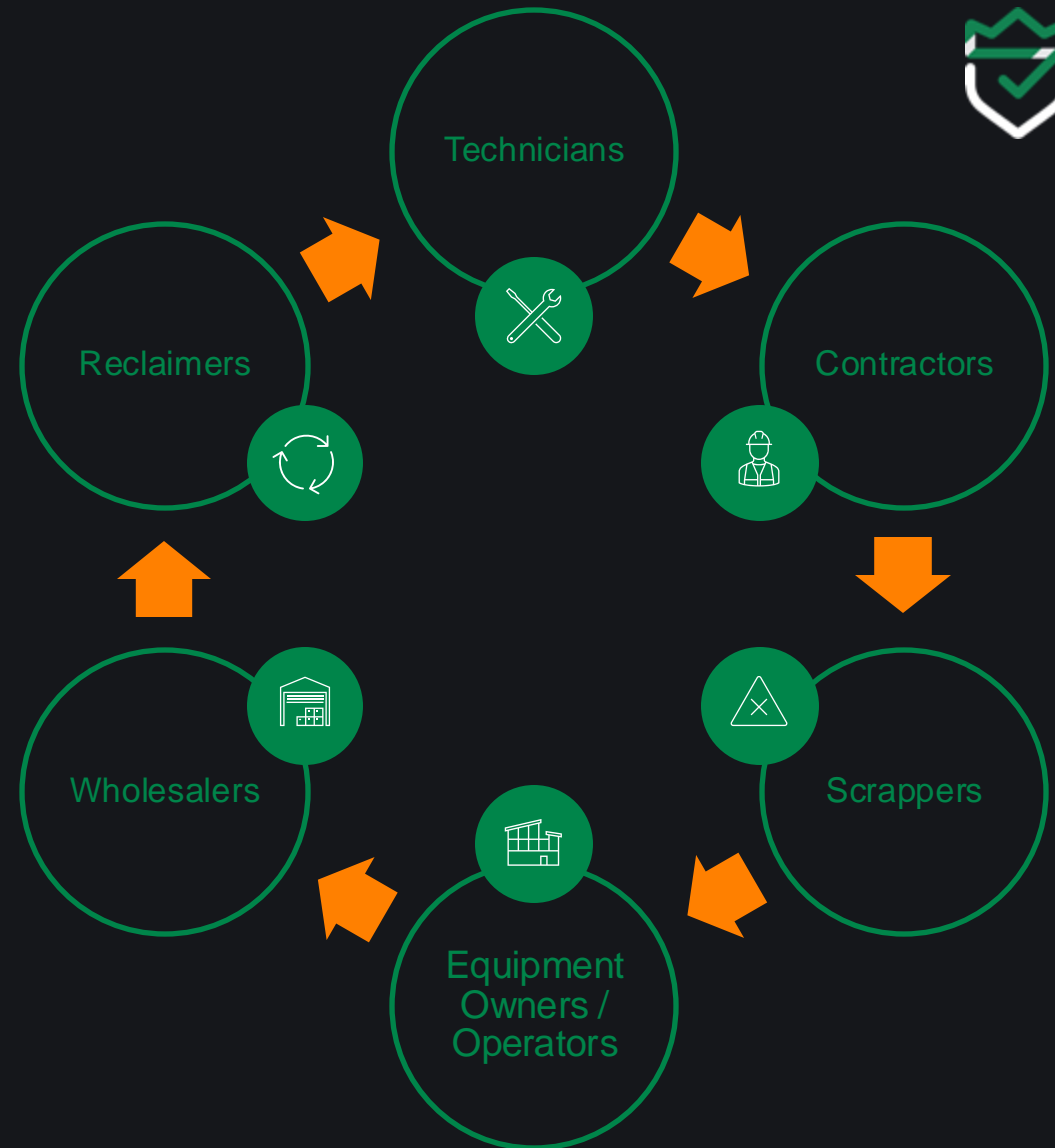 Technicians
Reclaimers
Contractors
Wholesalers
Scrappers
Equipment
Owners /
Operators